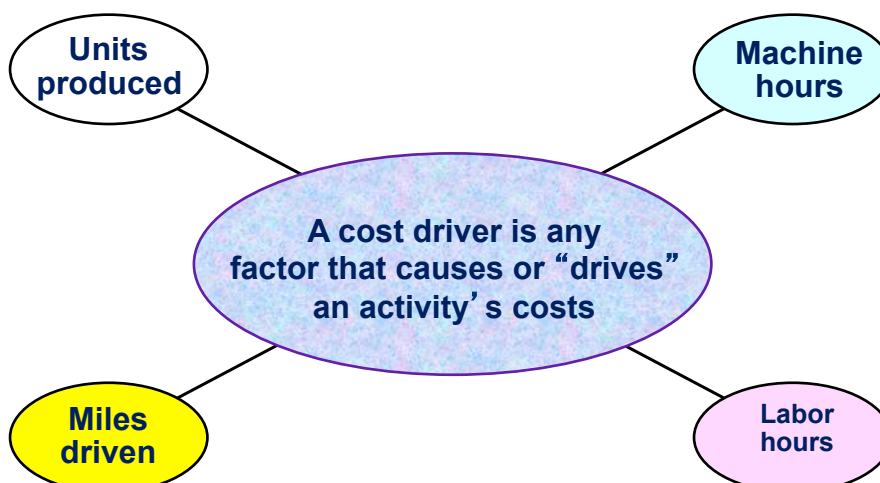 Units
produced
Machine
hours
A cost driver is any
factor that causes or “drives”
an activity’s costs
Miles
driven
Labor
hours